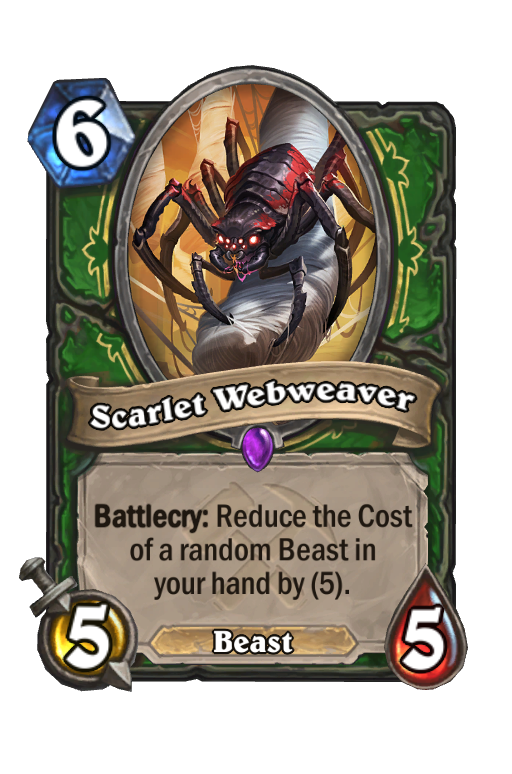 6
Scarlet Webweaver
Battlecry: Reduce the Cost
of a random Beast in
your hand by (5).
5
Beast
5